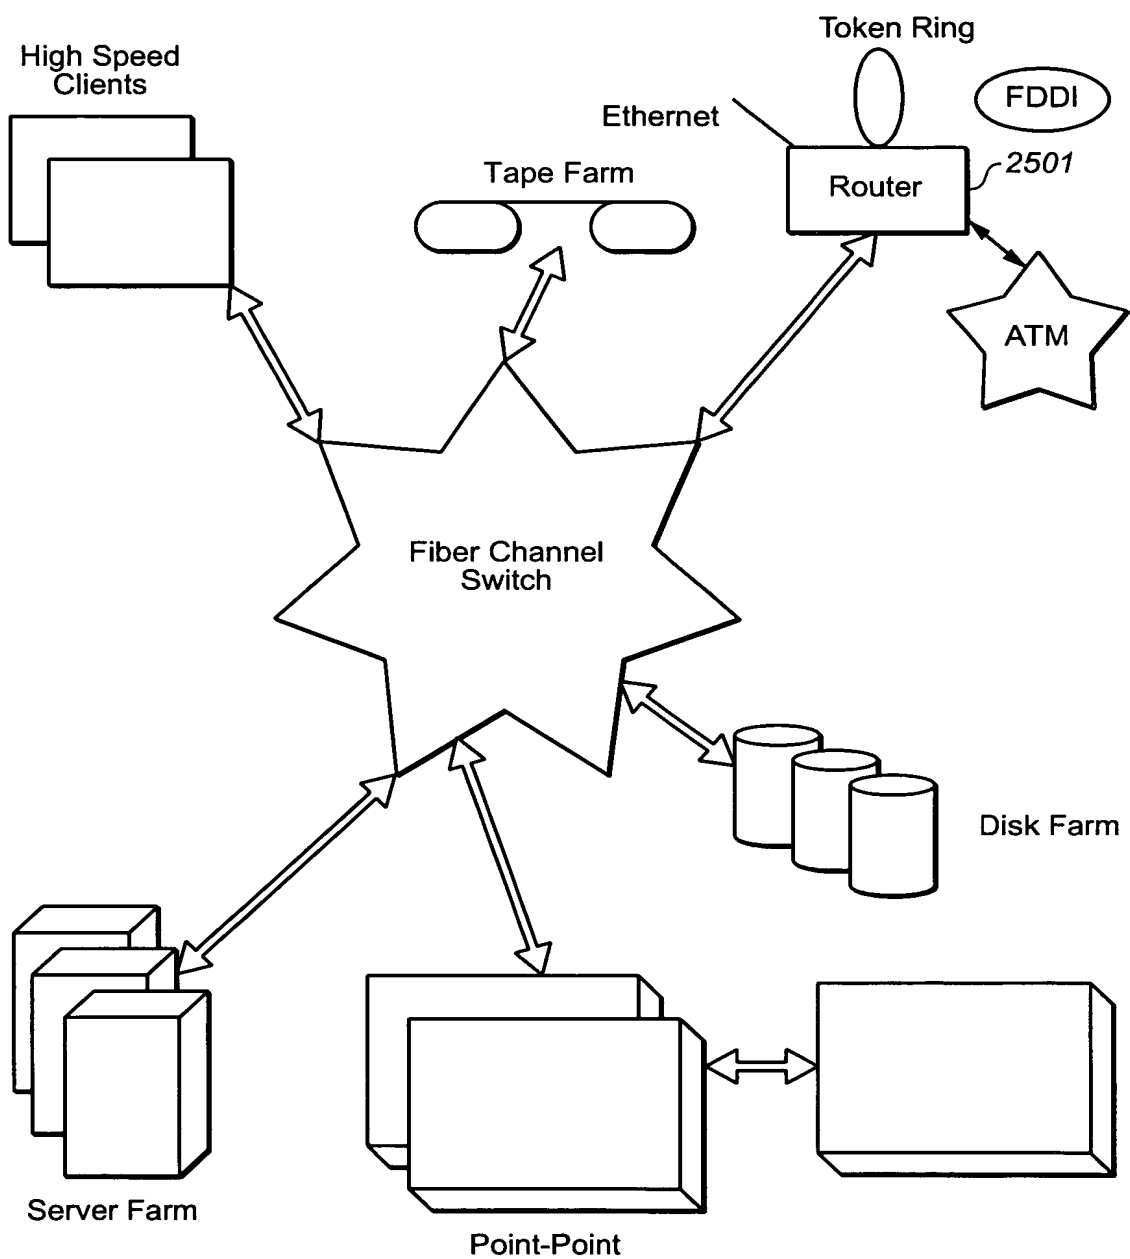 Token Ring
High Speed
Clients
FDDI
Ethernet
2501
Tape Farm
Router
ATM
Fiber Channel
Switch
Disk Farm
Server Farm
Point-Point